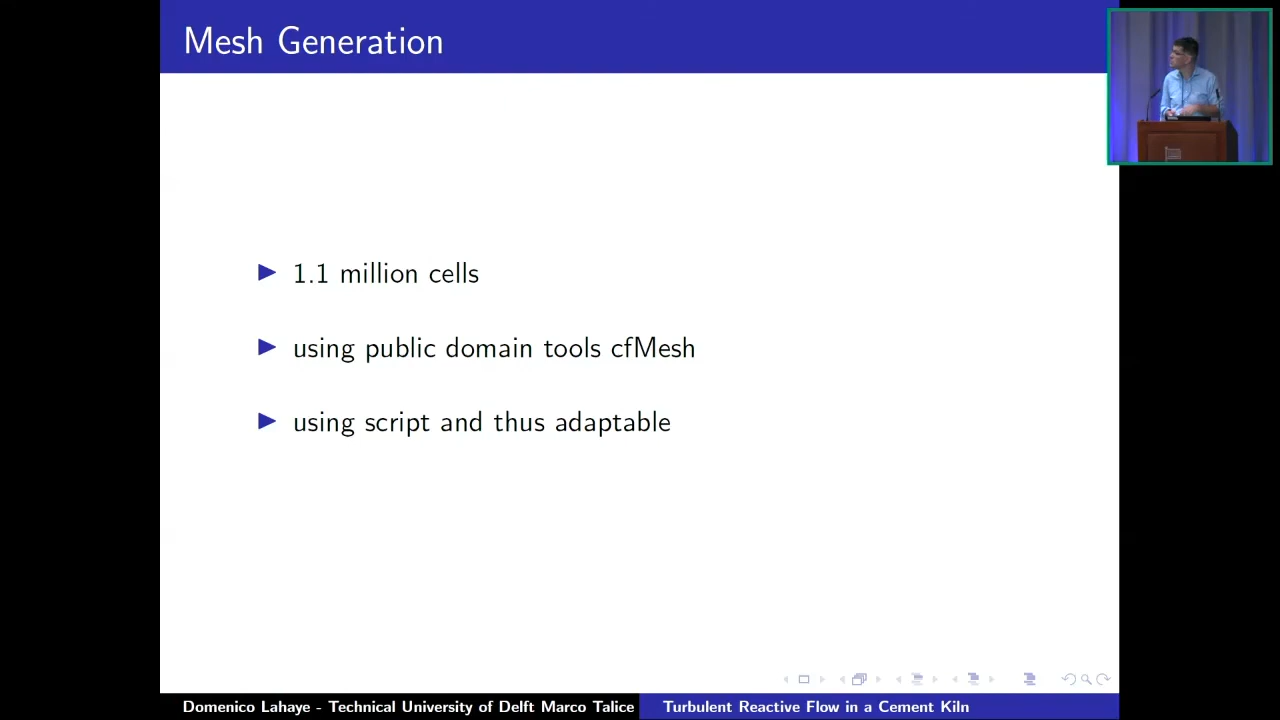 Mesh Generation
1.1 million cells
using public domain tools cfMesh
using script and thus adaptable
Domenico Lahaye - Technical University of Delft Marco Talice
Turbulent Reactive Flow in a Cement Kiln